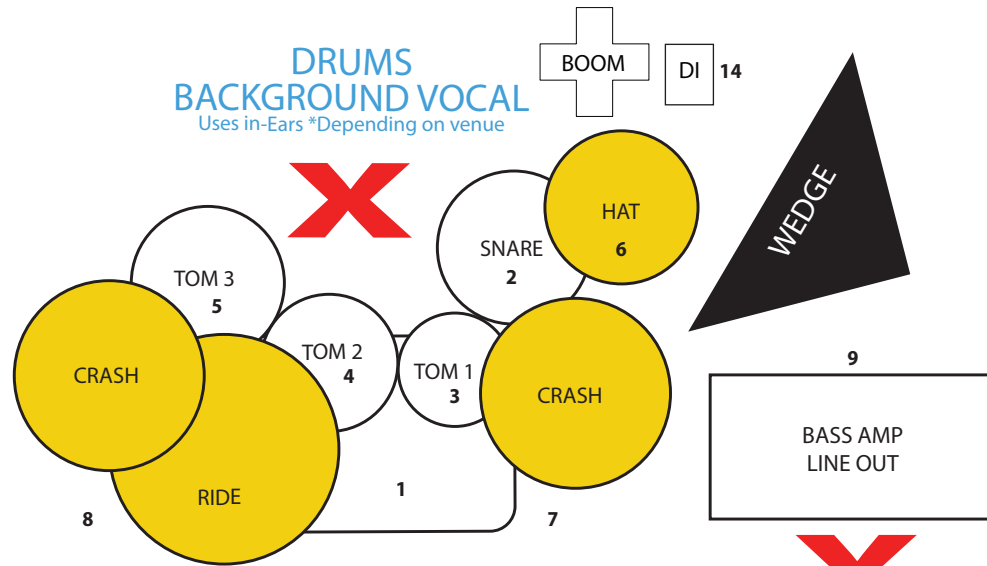 DRUMS
BACKGROUND VOCAL
Uses in-Ears *Depending on venue
BOOM
DI
14
WEDGE
HAT
6
SNARE
2
TOM 3
5
TOM 2
4
TOM 1
3
CRASH
CRASH
RIDE
1
8
7
9
BASS AMP
LINE OUT